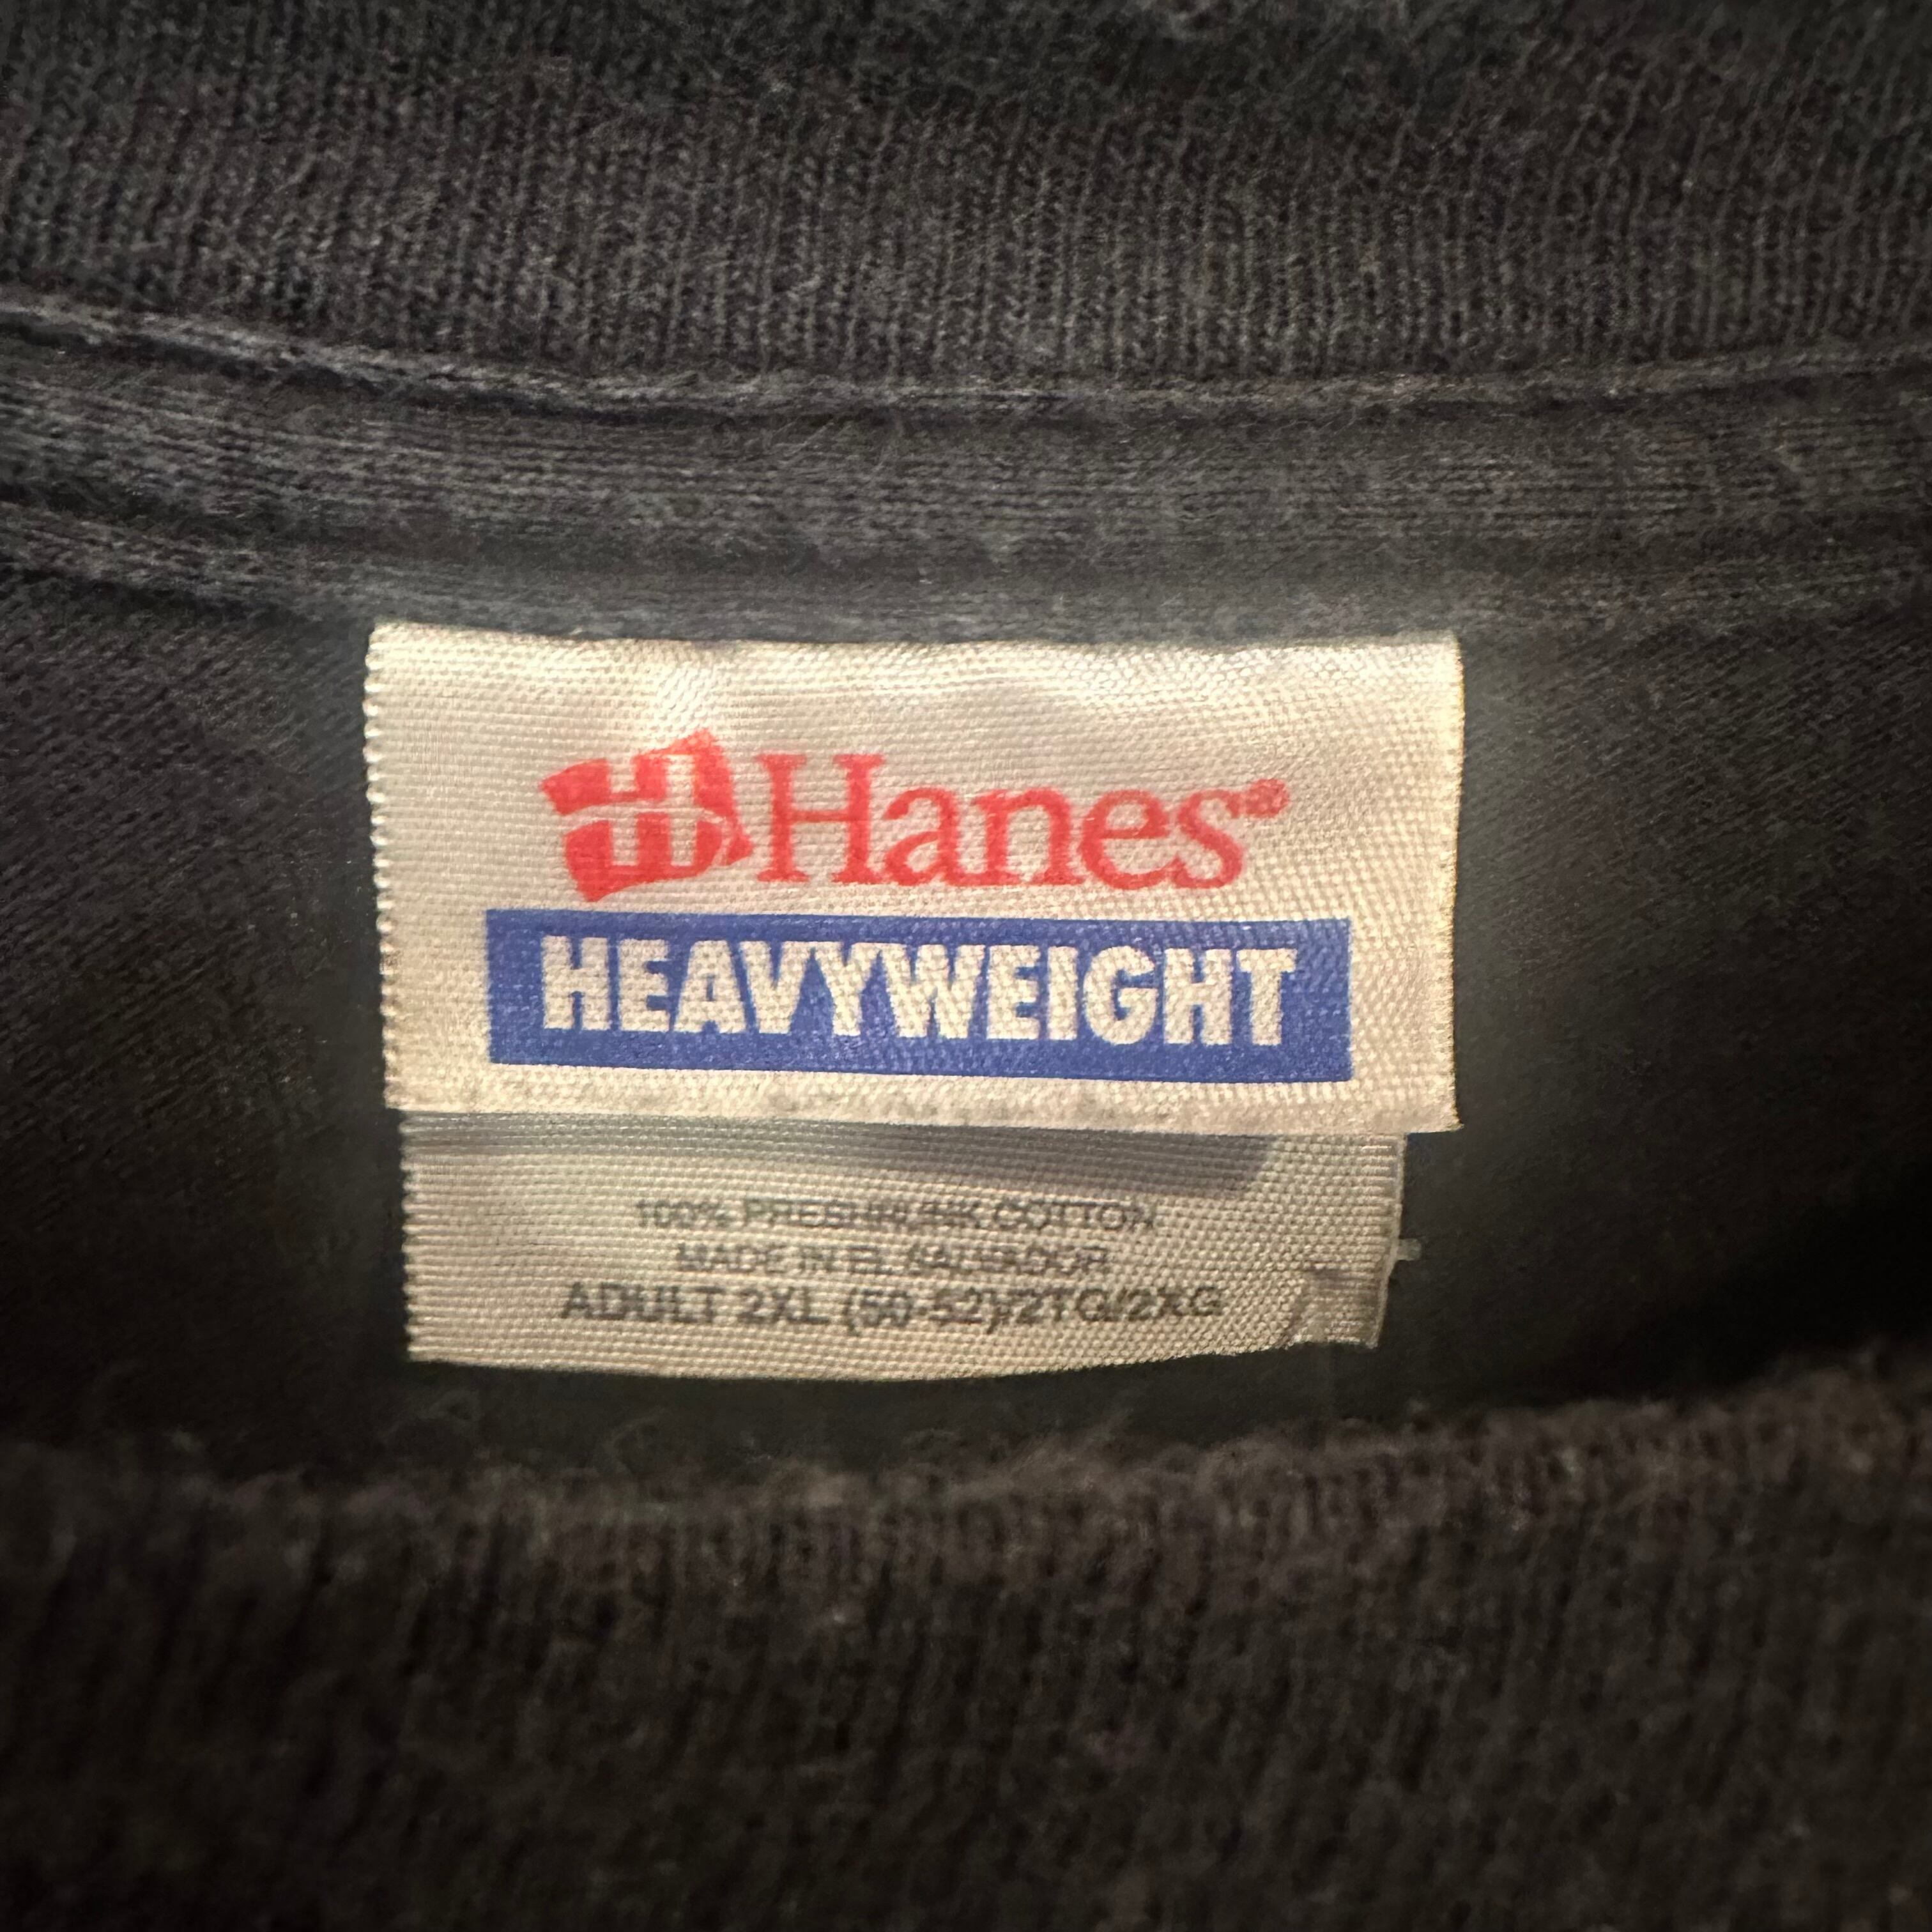 Hanes®
HEAVYWEIGHT
100% PRESHRUNK COTTON
MADE IN EL SALVADOR
ADULT 2XL (50-52)/2TG/2XG